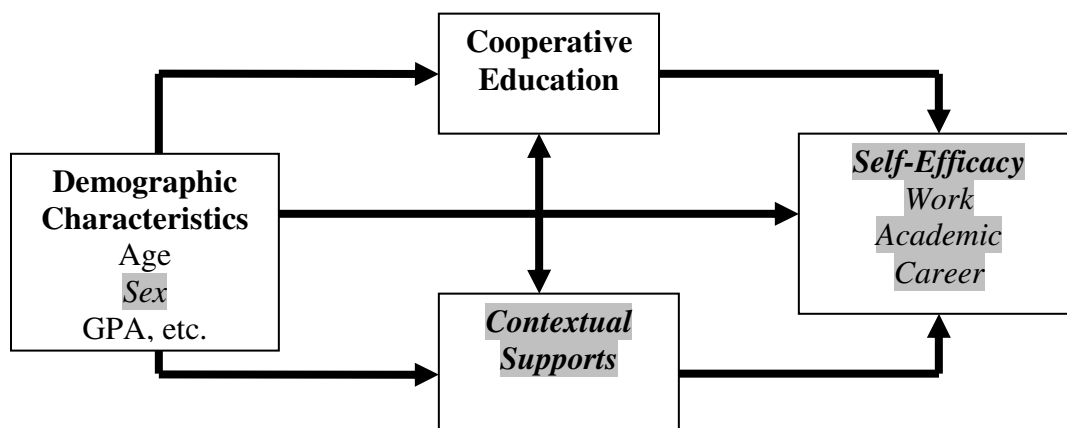 Cooperative
Education
Demographic
Characteristics
Age
Sex
GPA, etc.
Self-Efficacy
Work
Academic
Career
Contextual
Supports